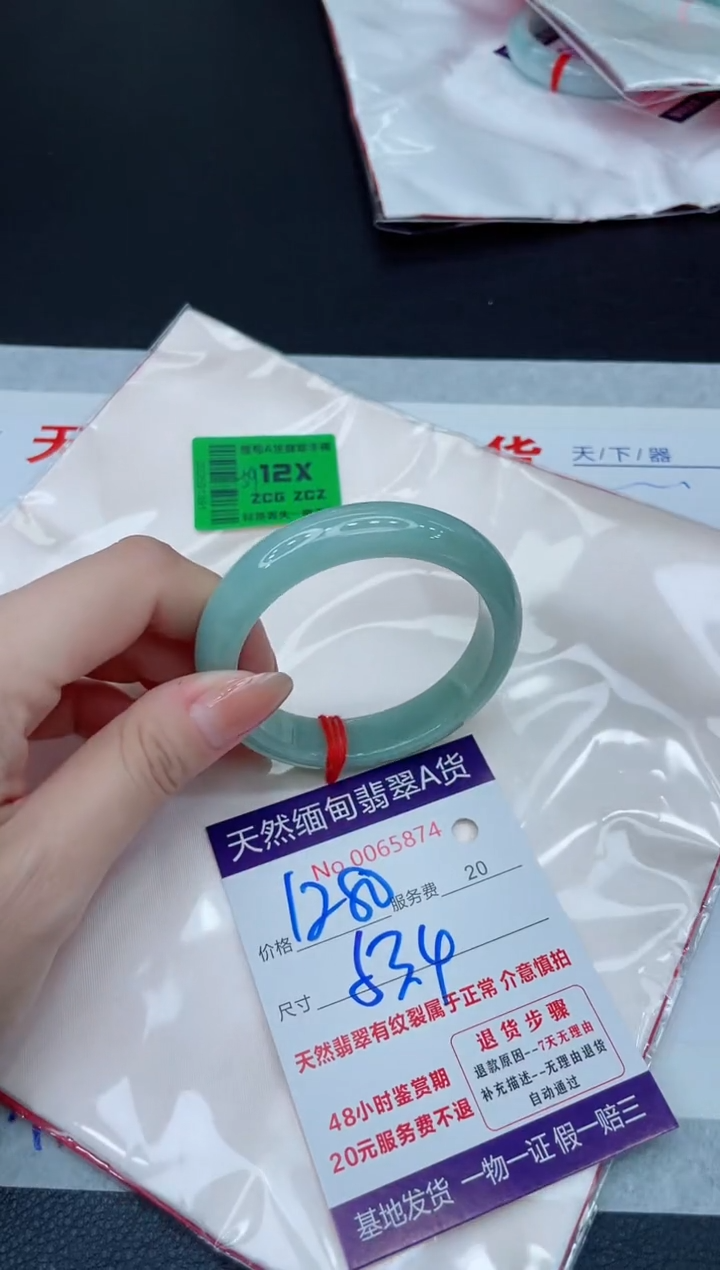 天
货
天/下/器
12X
ZCG ZCZ
天然缅甸翡翠A货
No 0065874
价格 1280 服务费 20
尺寸 53.4
天然翡翠有纹裂属于正常 介意慎拍
48小时鉴赏期
20元服务费不退
退货步骤
退款原因--7天无理由
补充描述--无理由退货
自动通过
基地发货 一物一证 假一赔三